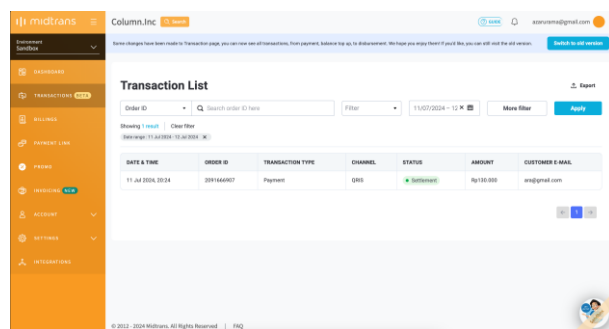 midtrans
Column.Inc
Search
GUIDE
azarurama@gmail.com
Environment
Sandbox
Some changes have been made to Transaction page, you can now see all transactions, from payment, balance top up, to disbursement. We hope you enjoy them! If you'd like, you can still visit the old version.
Switch to old version
DASHBOARD
TRANSACTIONS BETA
BILLINGS
PAYMENT LINK
PROMO
INVOICING NEW
ACCOUNT
SETTINGS
INTEGRATIONS
Transaction List
Export
Order ID
Search order ID here
Filter
11/07/2024 - 12
More filter
Apply
Showing 1 result
Clear filter
Date range : 11 Jul 2024 - 12 Jul 2024
DATE & TIME ORDER ID TRANSACTION TYPE CHANNEL STATUS AMOUNT CUSTOMER E-MAIL
11 Jul 2024, 20:24 2091666907 Payment QRIS Settlement Rp130.000 ara@gmail.com
1
© 2012 - 2024 Midtrans. All Rights Reserved | FAQ